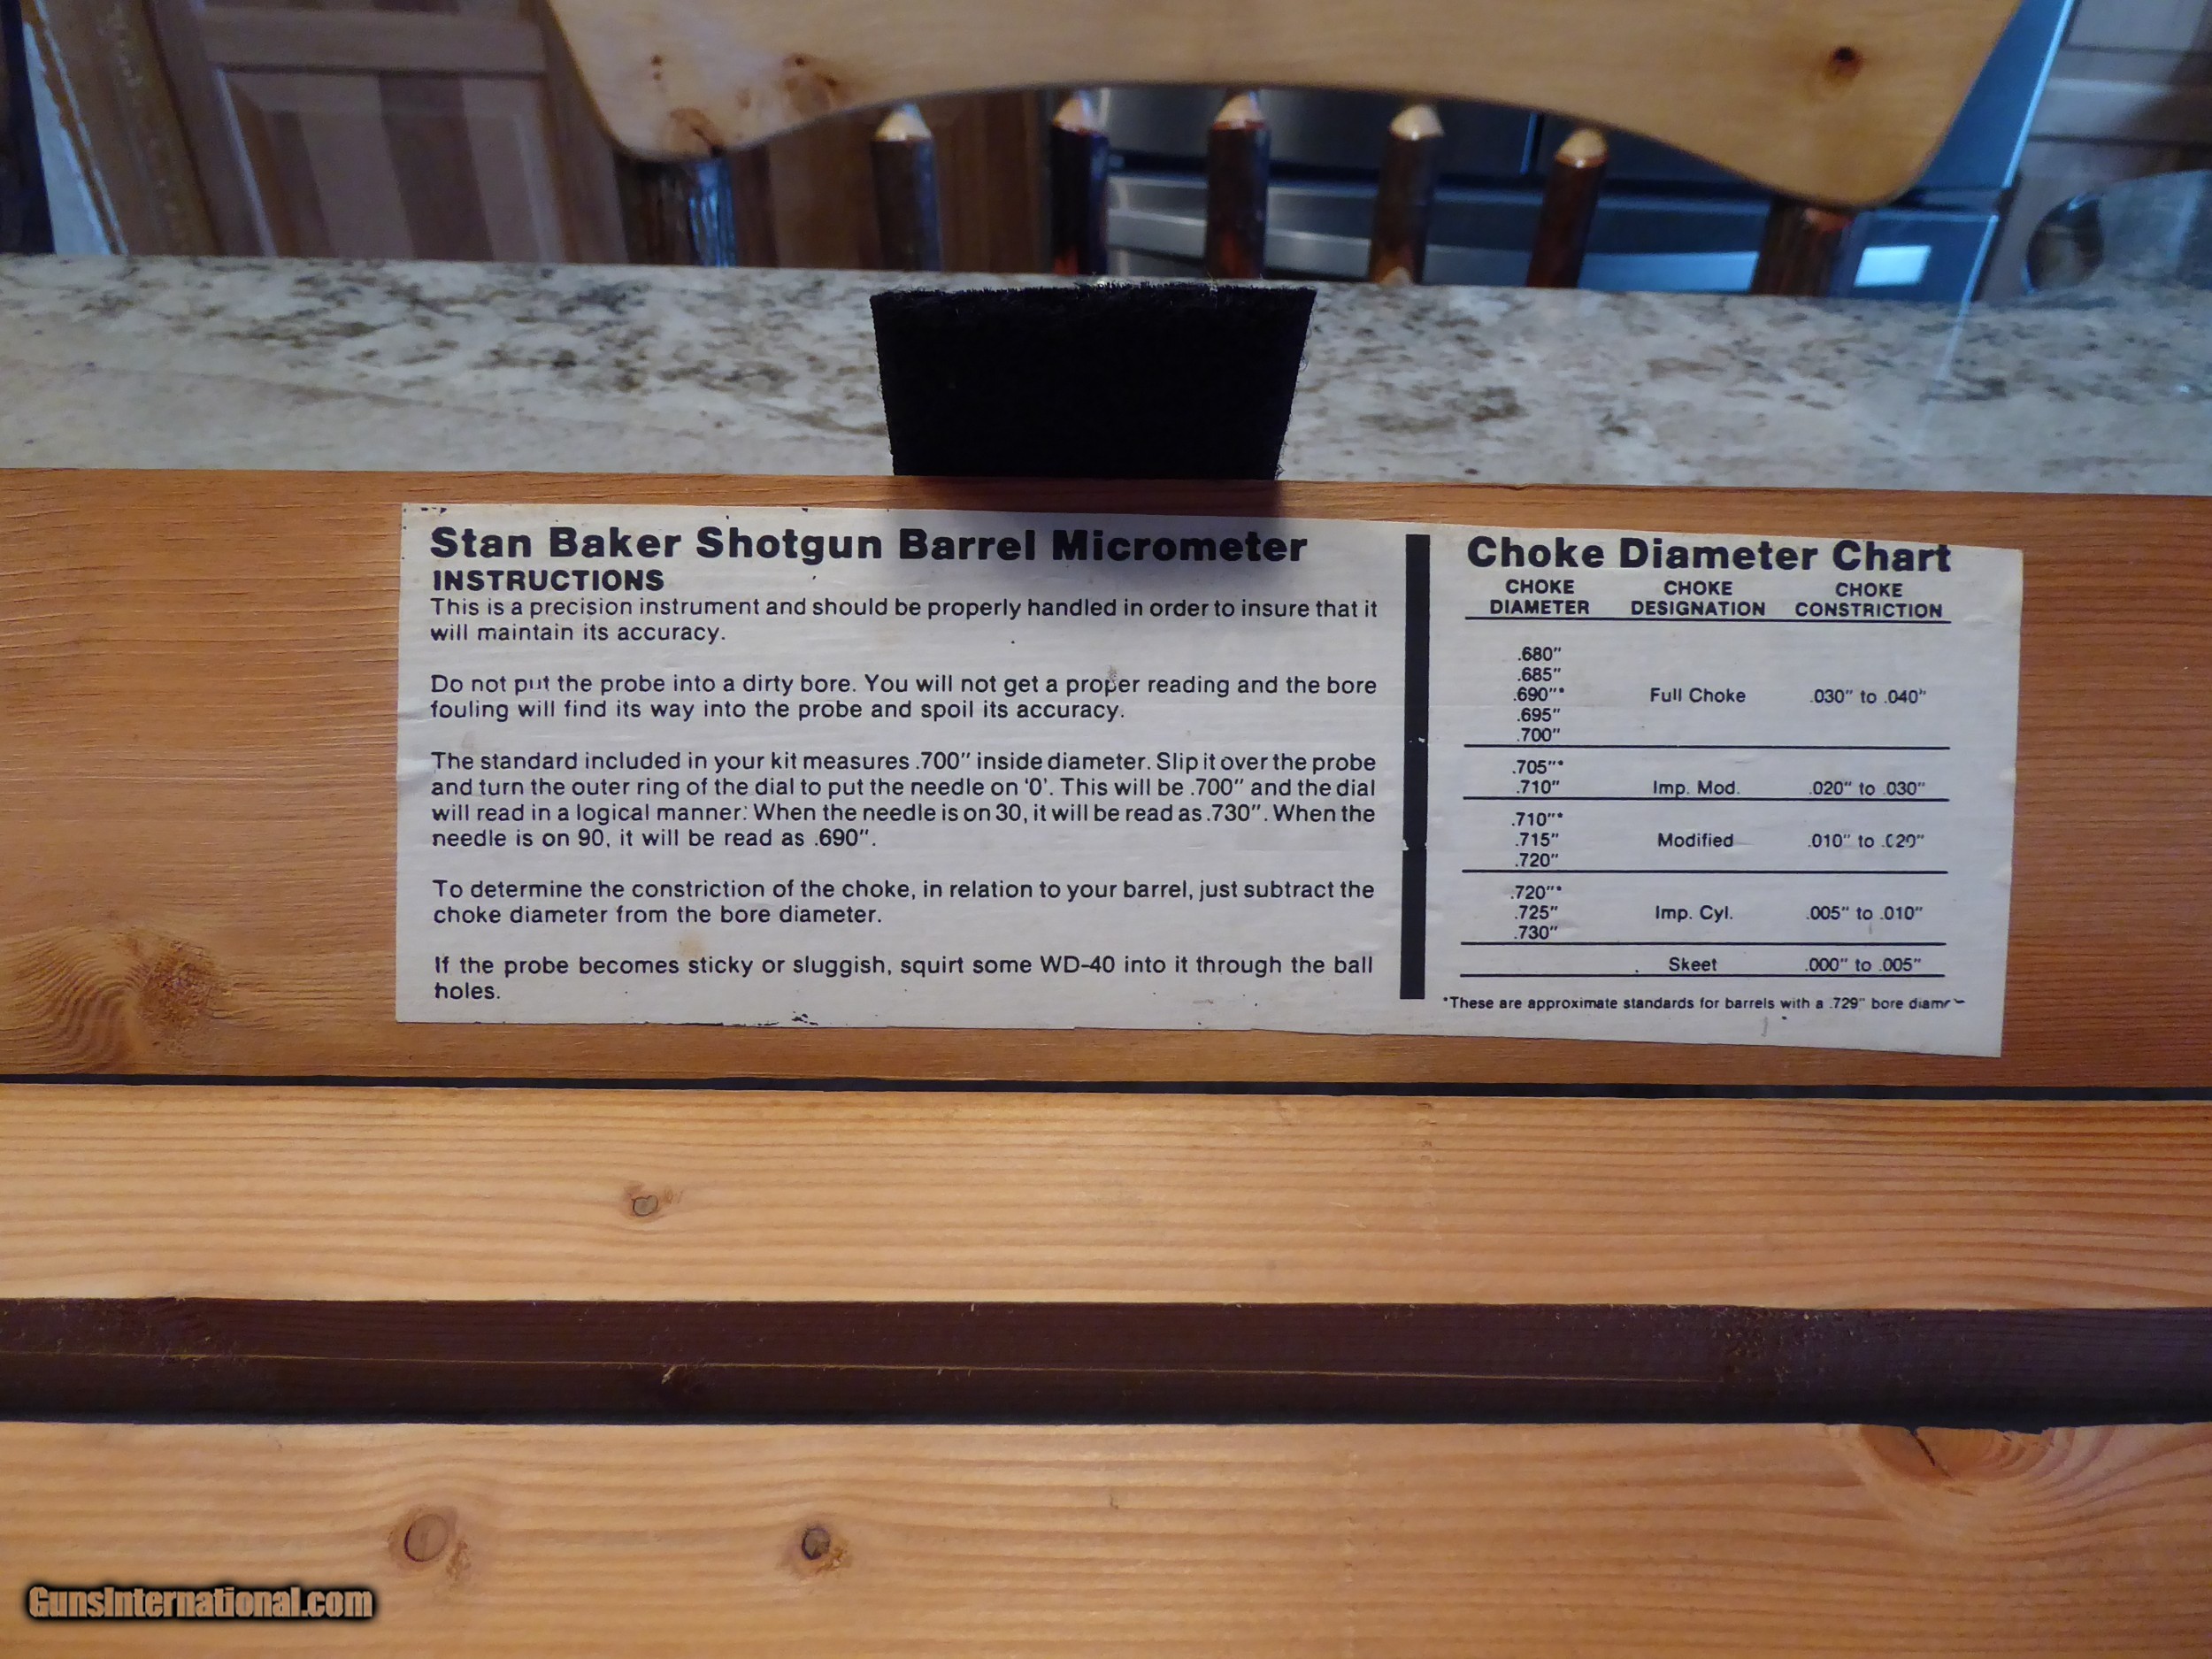 Stan Baker Shotgun Barrel Micrometer
INSTRUCTIONS
This is a precision instrument and should be properly handled in order to insure that it
will maintain its accuracy.
Do not put the probe into a dirty bore. You will not get a proper reading and the bore
fouling will find its way into the probe and spoil its accuracy.
The standard included in your kit measures .700" inside diameter. Slip it over the probe
and turn the outer ring of the dial to put the needle on '0'. This will be .700" and the dial
will read in a logical manner: When the needle is on 30, it will be read as .730". When the
needle is on 90, it will be read as .690".
To determine the constriction of the choke, in relation to your barrel, just subtract the
choke diameter from the bore diameter.
If the probe becomes sticky or sluggish, squirt some WD-40 into it through the ball
holes.
Choke Diameter Chart
CHOKE DIAMETER CHOKE DESIGNATION CHOKE CONSTRICTION
.680"
.685"
.690"* Full Choke .030" to .040"
.695"
.700"
.705"*
.710" Imp. Mod. .020" to .030"
.710"*
.715" Modified .010" to .020"
.720"
.720"*
.725" Imp. Cyl. .005" to .010"
.730"
Skeet .000" to .005"
*These are approximate standards for barrels with a .729" bore
GunsInternational.com